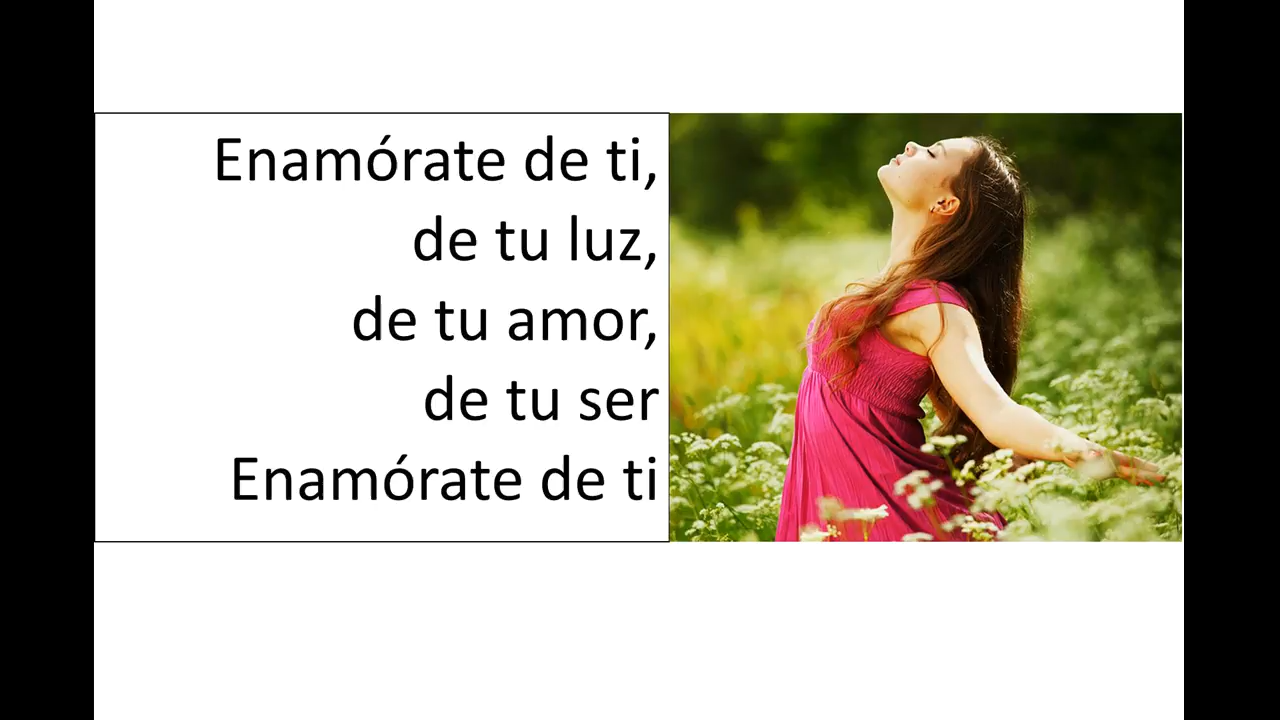 Enamórate de ti,
de tu luz,
de tu amor,
de tu ser
Enamórate de ti